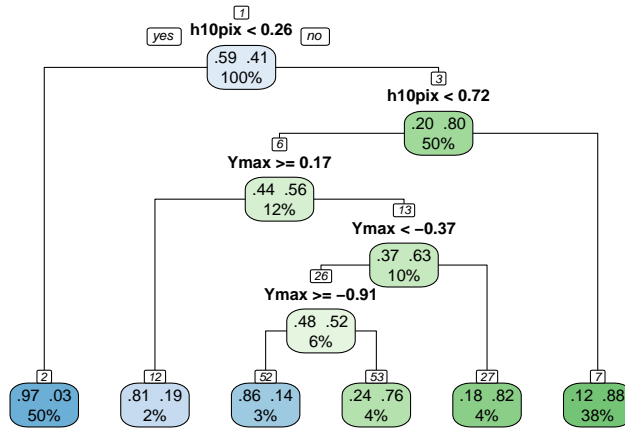 1
h10pix < 0.26
yes no
.59 .41
100%
3
h10pix < 0.72
.20 .80
50%
6
Ymax >= 0.17
.44 .56
12%
13
Ymax < −0.37
.37 .63
10%
26
Ymax >= −0.91
.48 .52
6%
2 12 52 53 27 7
.97 .03 .81 .19 .86 .14 .24 .76 .18 .82 .12 .88
50% 2% 3% 4% 4% 38%